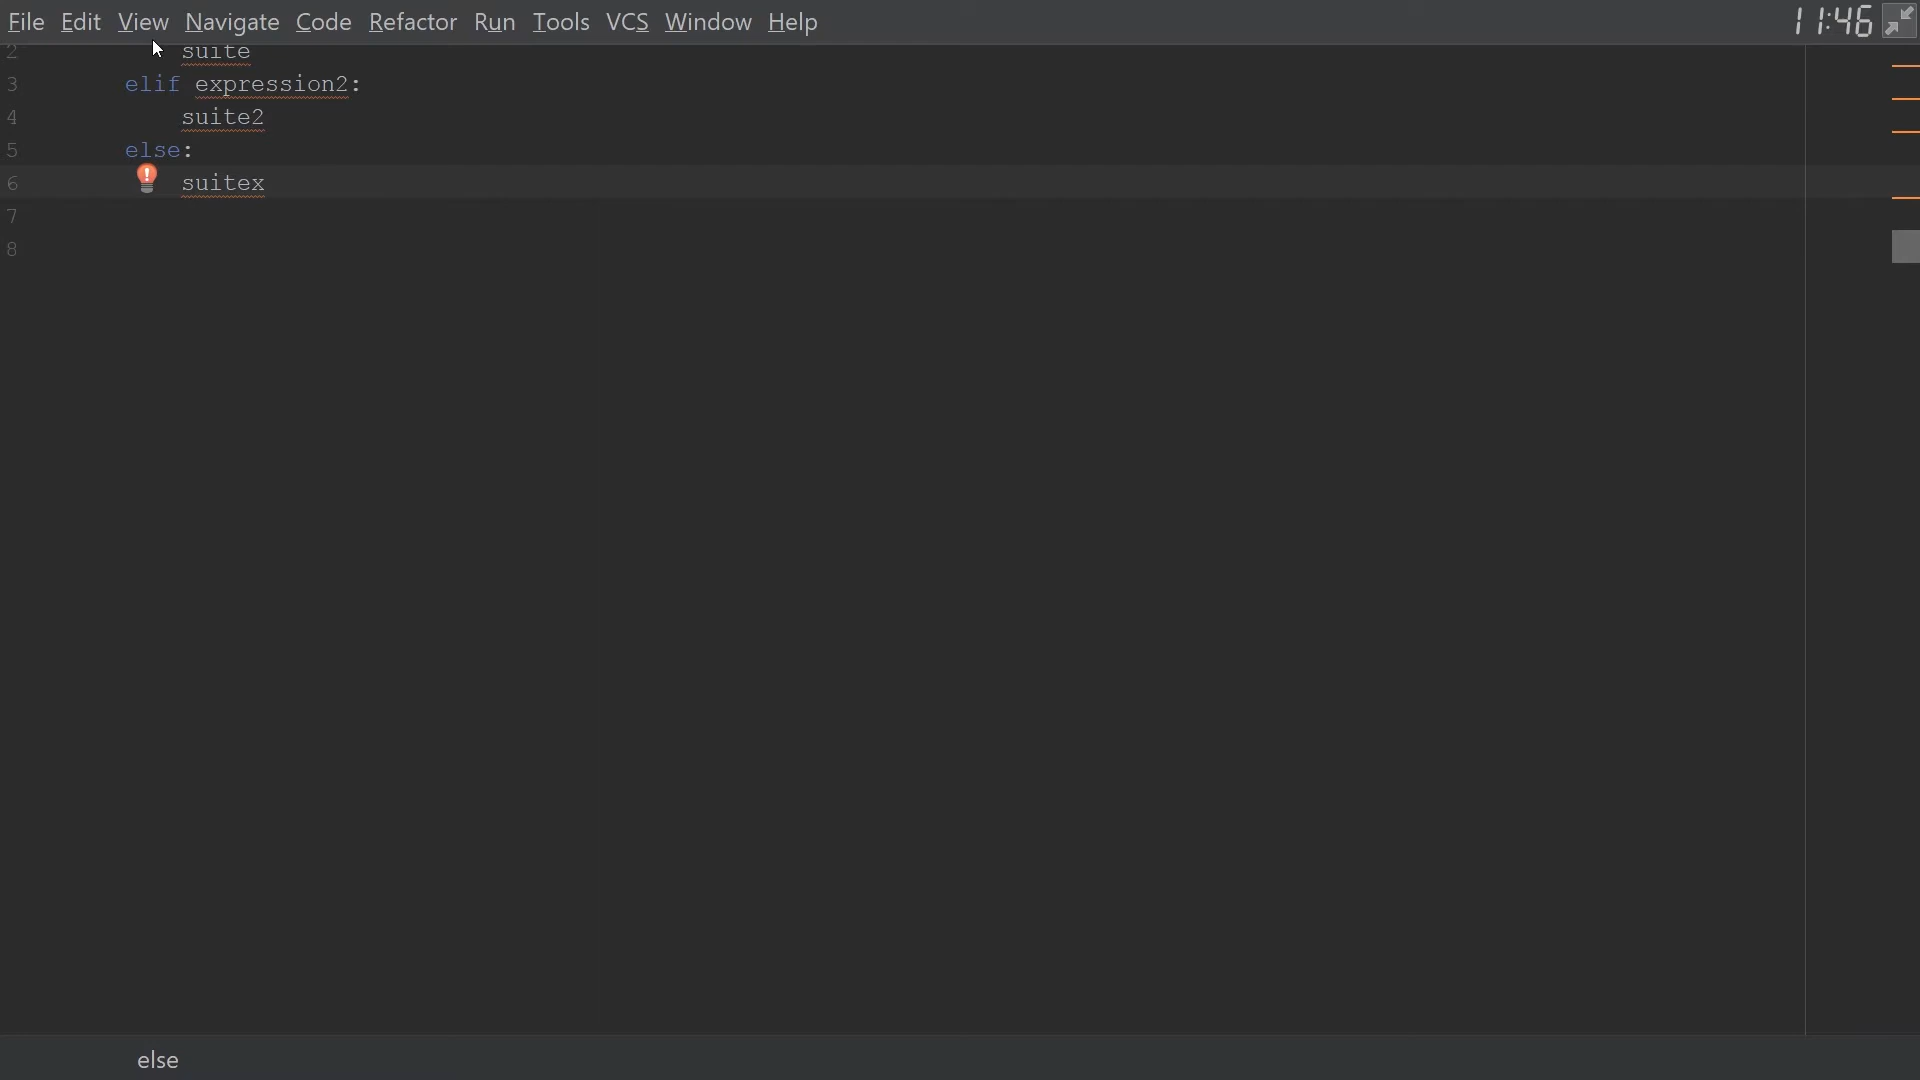 File Edit View Navigate Code Refactor Run Tools VCS Window Help 11:46
2 suite
3 elif expression2:
4 suite2
5 else:
6 suitex
7
8
else